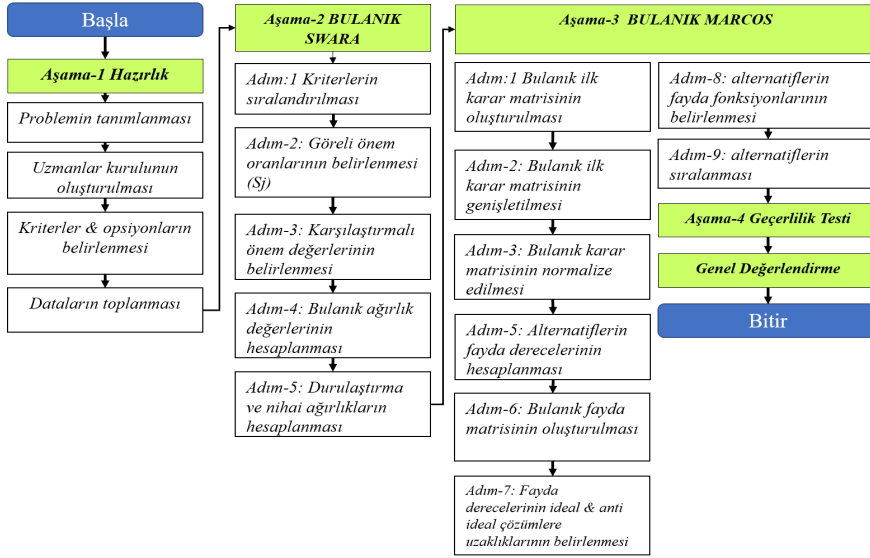 Başla
Aşama-1 Hazırlık
Problemin tanımlanması
Uzmanlar kurulunun
oluşturulması
Kriterler & opsiyonların
belirlenmesi
Dataların toplanması
Aşama-2 BULANIK
SWARA
Adım:1 Kriterlerin
sıralandırılması
Adım-2: Göreli önem
oranlarının belirlenmesi
(Sj)
Adım-3: Karşılaştırmalı
önem değerlerinin
belirlenmesi
Adım-4: Bulanık ağırlık
değerlerinin
hesaplanması
Adım-5: Durulaştırma
ve nihai ağırlıkların
hesaplanması
Aşama-3 BULANIK MARCOS
Adım:1 Bulanık ilk
karar matrisinin
oluşturulması
Adım-2: Bulanık ilk
karar matrisinin
genişletilmesi
Adım-3: Bulanık karar
matrisinin normalize
edilmesi
Adım-5: Alternatiflerin
fayda derecelerinin
hesaplanması
Adım-6: Bulanık fayda
matrisinin oluşturulması
Adım-7: Fayda
derecelerinin ideal & anti
ideal çözümlere
uzaklıklarının belirlenmesi
Adım-8: alternatiflerin
fayda fonksiyonlarının
belirlenmesi
Adım-9: alternatiflerin
sıralanması
Aşama-4 Geçerlilik Testi
Genel Değerlendirme
Bitir